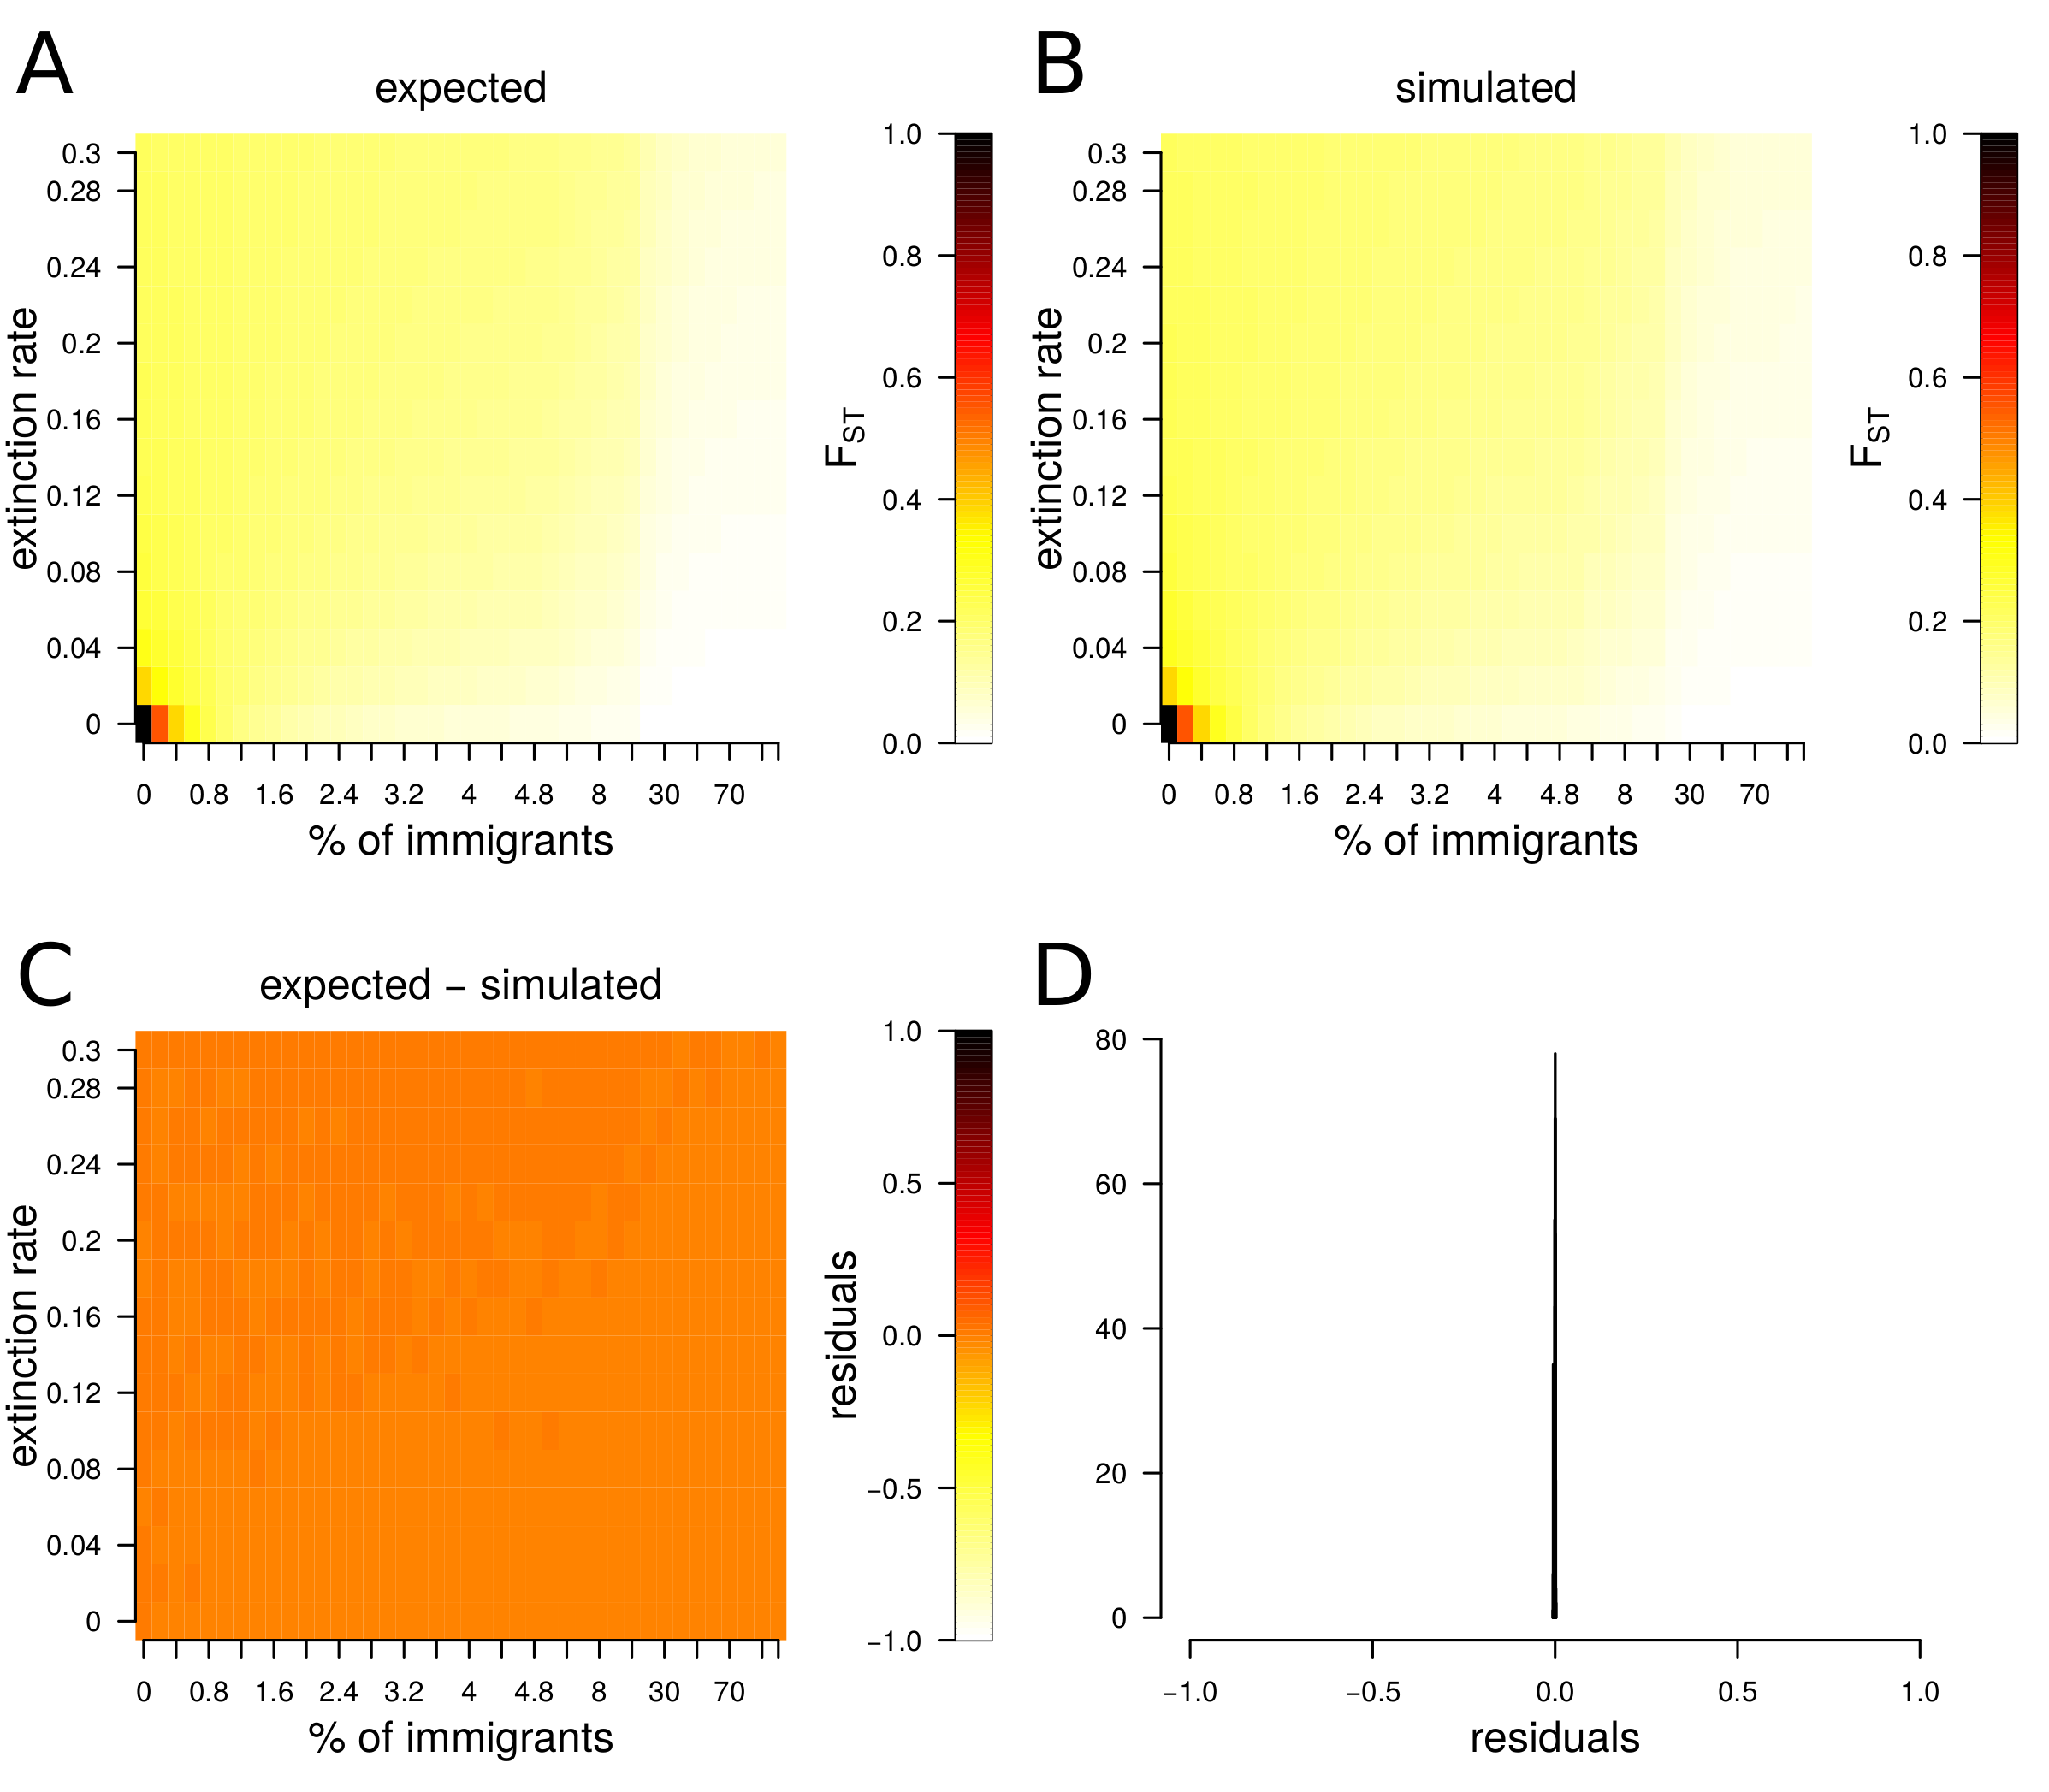 A
expected
0.3
0.28
0.24
0.2
0.16
0.12
0.08
0.04
0
extinction rate
0 0.8 1.6 2.4 3.2 4 4.8 8 30 70
% of immigrants
1.0
0.8
0.6
0.4
0.2
0.0
FST
B
simulated
0.3
0.28
0.24
0.2
0.16
0.12
0.08
0.04
0
extinction rate
0 0.8 1.6 2.4 3.2 4 4.8 8 30 70
% of immigrants
1.0
0.8
0.6
0.4
0.2
0.0
FST
C
expected − simulated
0.3
0.28
0.24
0.2
0.16
0.12
0.08
0.04
0
extinction rate
0 0.8 1.6 2.4 3.2 4 4.8 8 30 70
% of immigrants
1.0
0.5
0.0
−0.5
−1.0
residuals
D
80
60
40
20
0
−1.0 −0.5 0.0 0.5 1.0
residuals